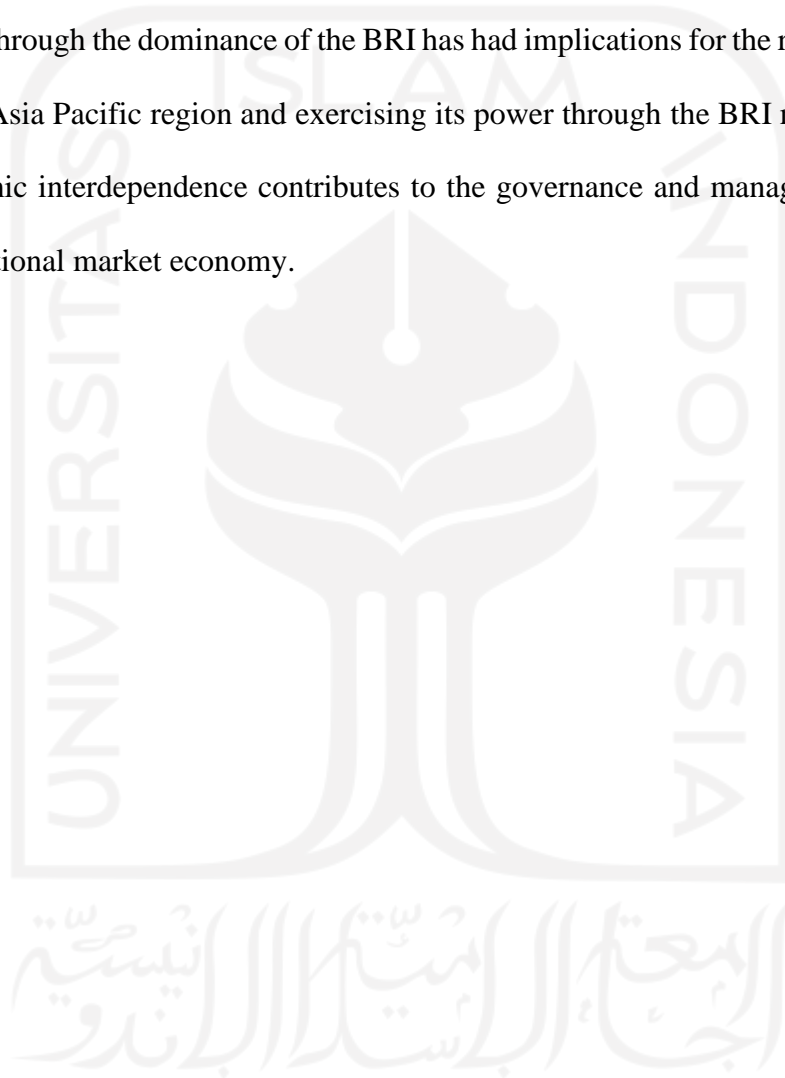 hrough the dominance of the BRI has had implications for the
Asia Pacific region and exercising its power through the BRI
nic interdependence contributes to the governance and manag
tional market economy.
ISLAM
UNIVERSITAS
INDONESIA